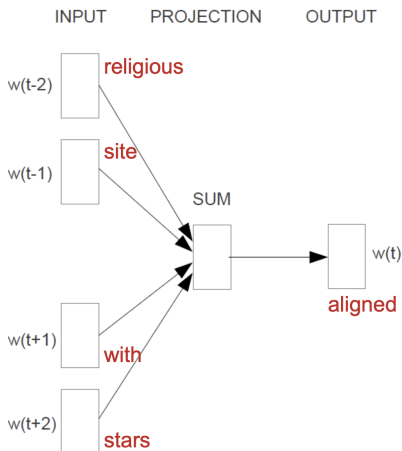 INPUT PROJECTION OUTPUT
religious
w(t-2)
site
w(t-1)
SUM
w(t)
aligned
w(t+1)
with
w(t+2)
stars